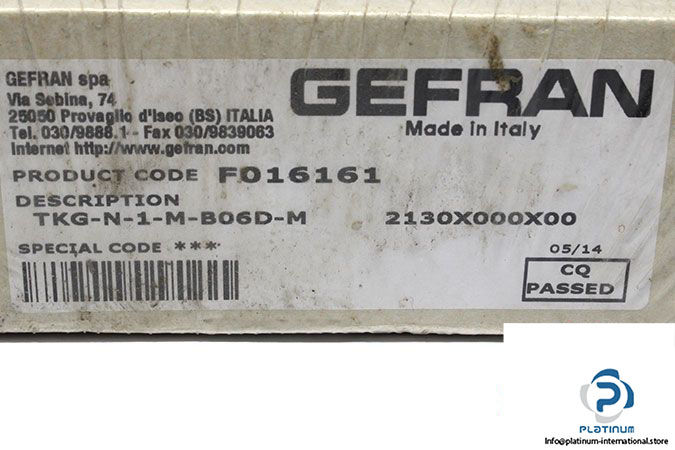 GEFRAN spa
Via Sebina, 74
25050 Provaglio d'Iseo (BS) ITALIA
Tel. 030/9888.1 - Fax 030/9839063
Internet http://www.gefran.com
GEFRAN
Made in Italy
PRODUCT CODE F016161
DESCRIPTION
TKG-N-1-M-B06D-M 2130X000X00
SPECIAL CODE ***
05/14
CQ
PASSED
PLATINUM
Info@platinum-international.store